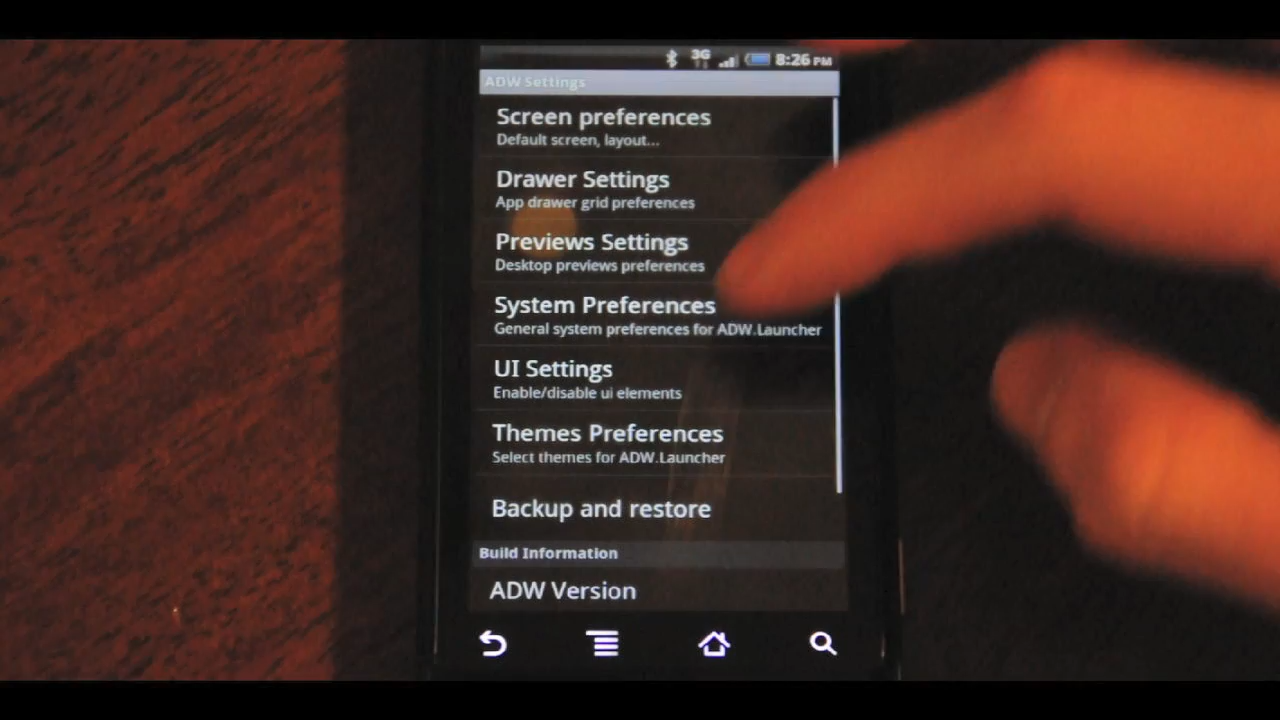 3G 8:26 PM
ADW Settings
Screen preferences
Default screen, layout...
Drawer Settings
App drawer grid preferences
Previews Settings
Desktop previews preferences
System Preferences
General system preferences for ADW.Launcher
UI Settings
Enable/disable ui elements
Themes Preferences
Select themes for ADW.Launcher
Backup and restore
Build Information
ADW Version